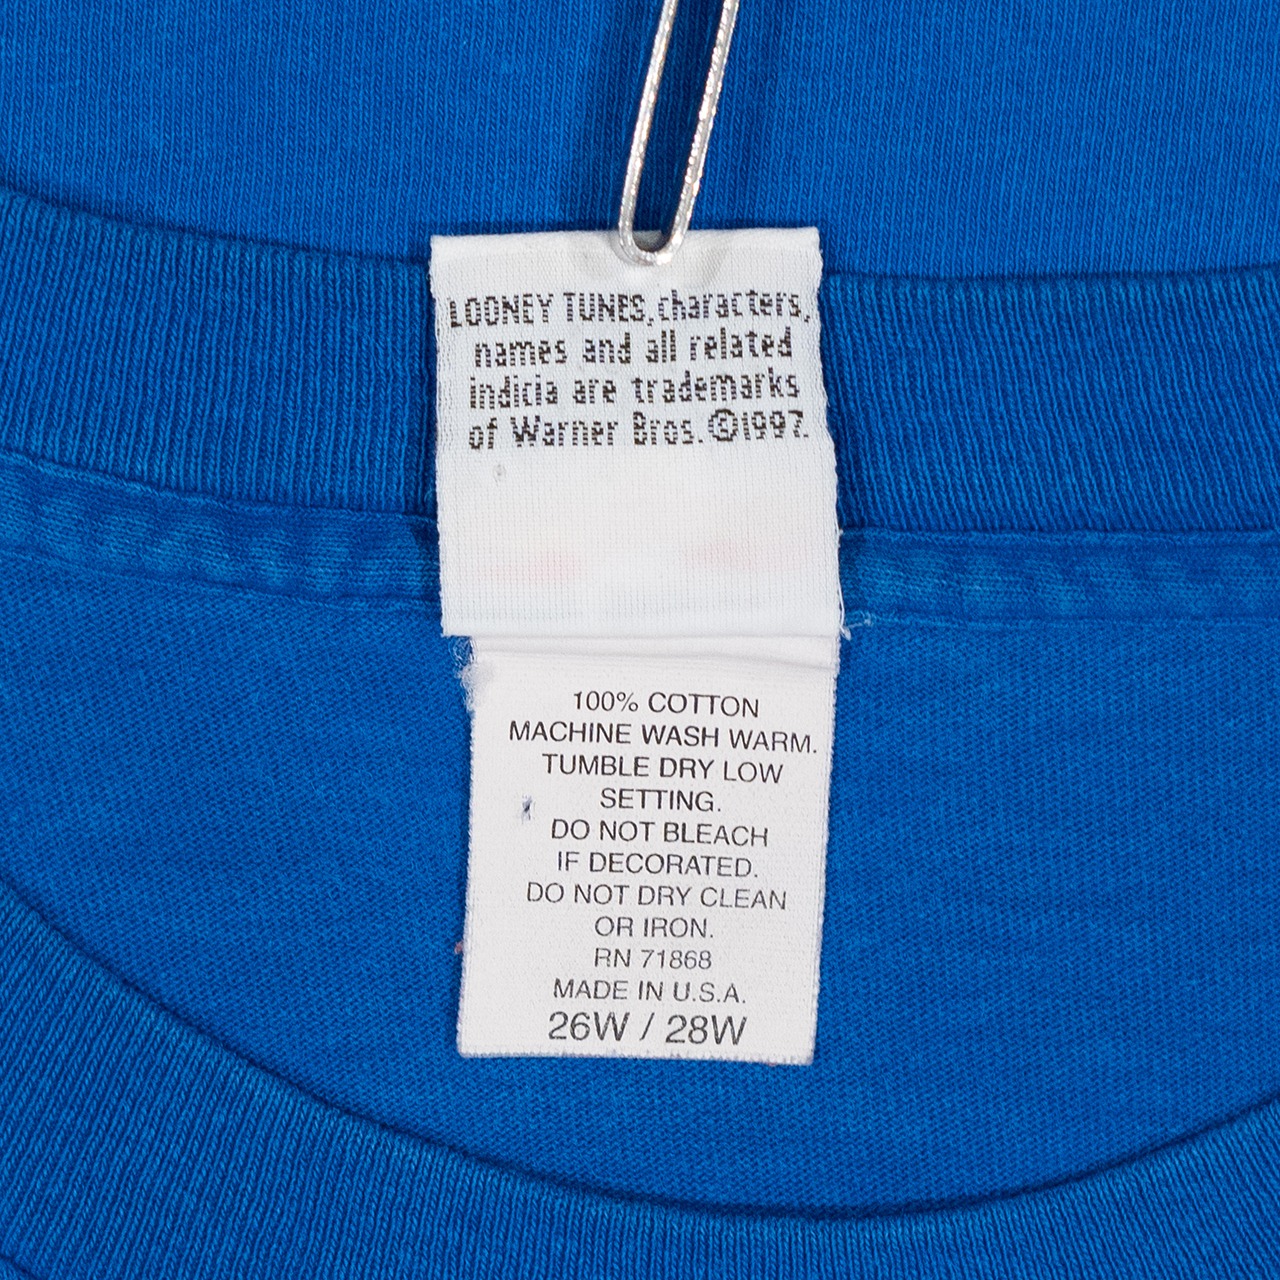 LOONEY TUNES, characters,
names and all related
indicia are trademarks
of Warner Bros. ©1997.
100% COTTON
MACHINE WASH WARM.
TUMBLE DRY LOW
SETTING.
DO NOT BLEACH
IF DECORATED.
DO NOT DRY CLEAN
OR IRON.
RN 71868
MADE IN U.S.A.
26W / 28W